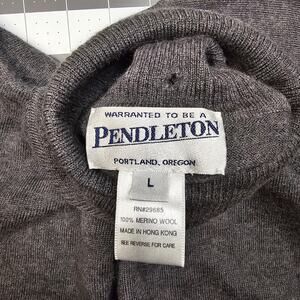 WARRANTED TO BE A
PENDLETON
PORTLAND, OREGON
L
RN#29685
100% MERINO WOOL
MADE IN HONG KONG
SEE REVERSE FOR CARE